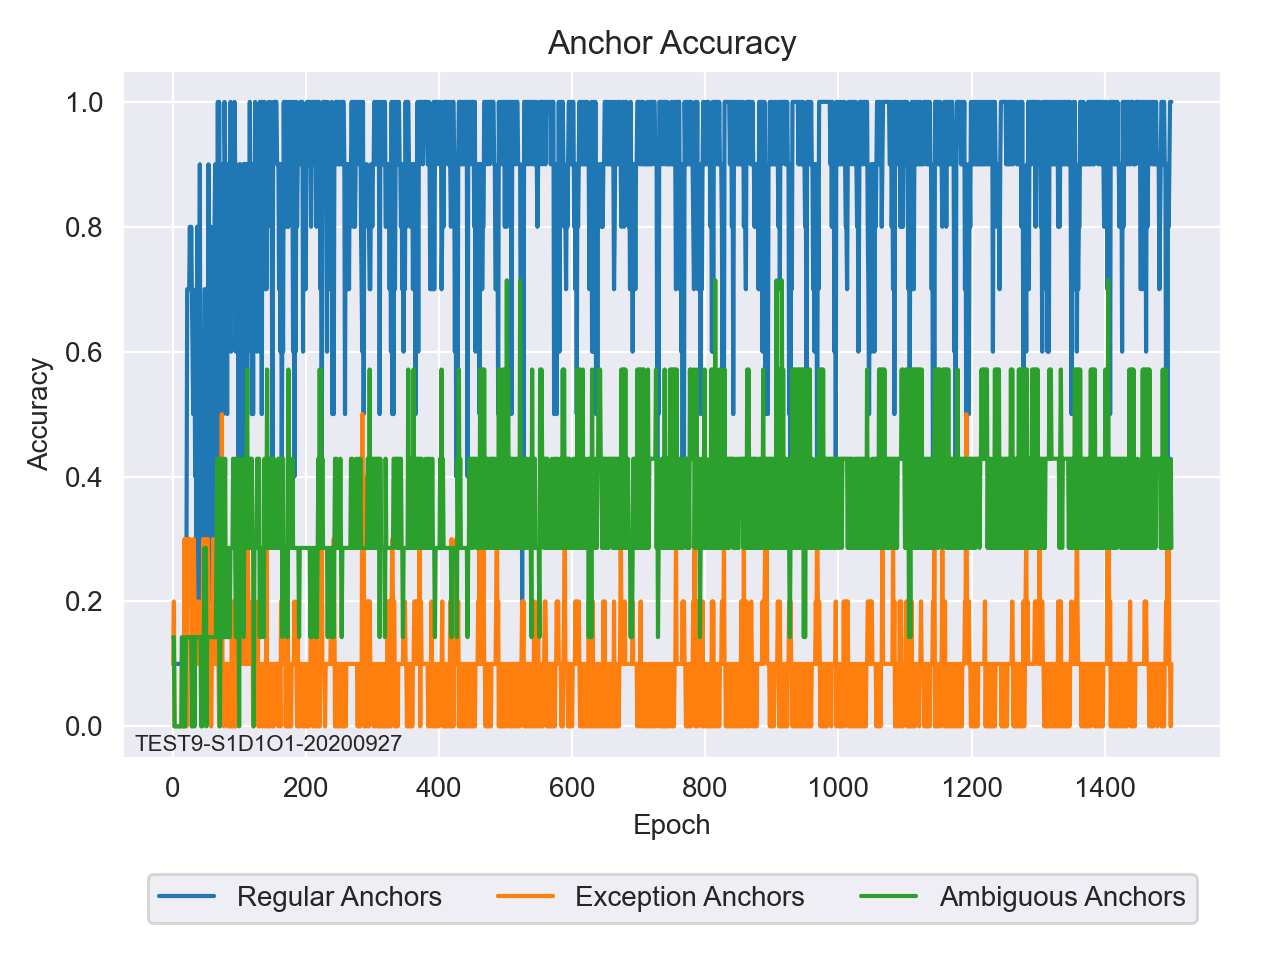 Anchor Accuracy
1.0
0.8
0.6
0.4
0.2
0.0
Accuracy
TEST9-S1D1O1-20200927
0 200 400 600 800 1000 1200 1400
Epoch
Regular Anchors Exception Anchors Ambiguous Anchors